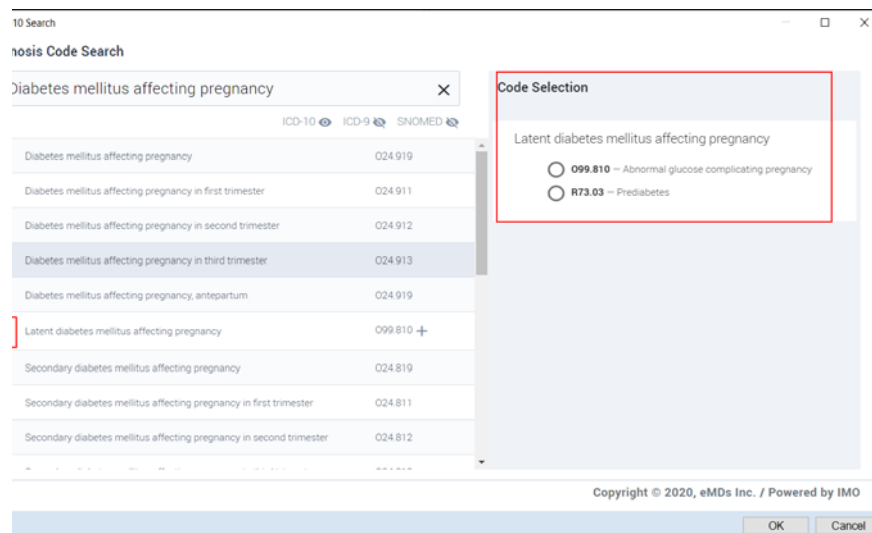 10 Search
nosis Code Search
Diabetes mellitus affecting pregnancy
ICD-10 ICD-9 SNOMED
Diabetes mellitus affecting pregnancy O24.919
Diabetes mellitus affecting pregnancy in first trimester O24.911
Diabetes mellitus affecting pregnancy in second trimester O24.912
Diabetes mellitus affecting pregnancy in third trimester O24.913
Diabetes mellitus affecting pregnancy, antepartum O24.919
Latent diabetes mellitus affecting pregnancy O99.810 +
Secondary diabetes mellitus affecting pregnancy O24.819
Secondary diabetes mellitus affecting pregnancy in first trimester O24.811
Secondary diabetes mellitus affecting pregnancy in second trimester O24.812
Code Selection
Latent diabetes mellitus affecting pregnancy
O99.810 – Abnormal glucose complicating pregnancy
R73.03 – Prediabetes
Copyright © 2020, eMDs Inc. / Powered by IMO
OK Cancel